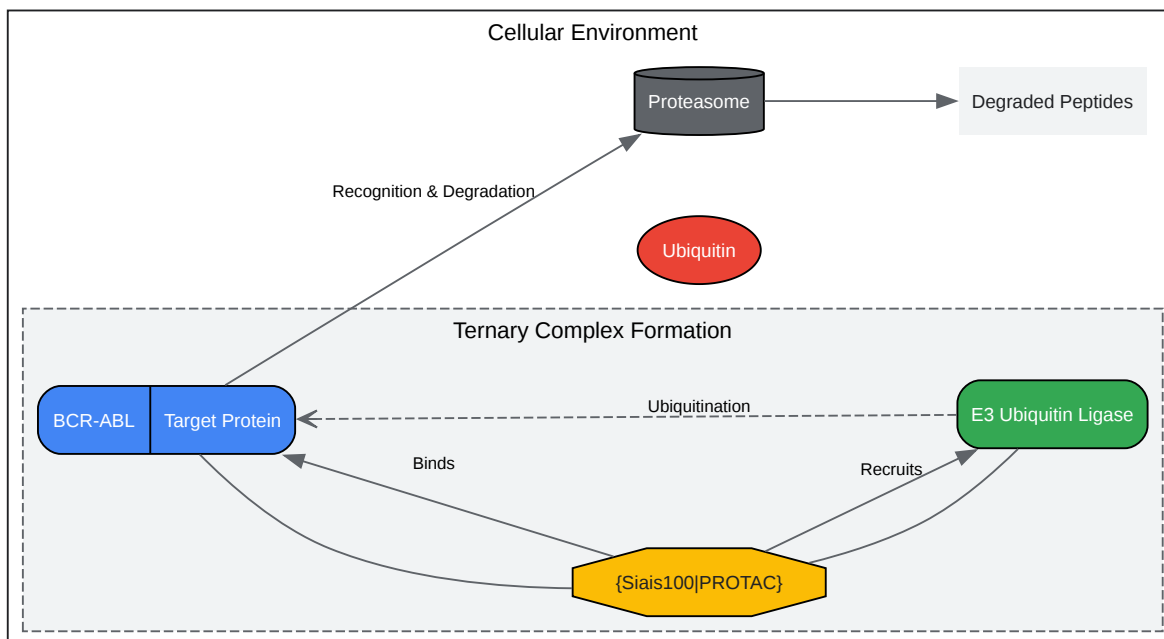 Cellular Environment
Proteasome
Degraded Peptides
Recognition & Degradation
Ubiquitin
Ternary Complex Formation
BCR-ABL
Target Protein
Ubiquitination
E3 Ubiquitin Ligase
Binds
Recruits
{Siais100|PROTAC}